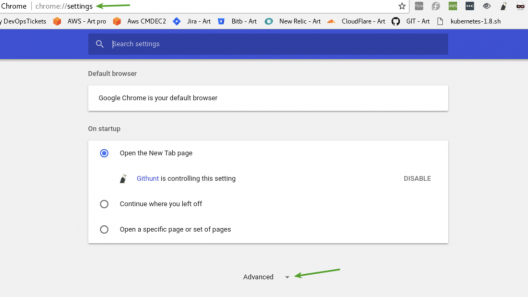 Chrome | chrome://settings
y DevOpsTickets AWS - Art pro Aws CMDEC2 Jira - Art Bitb - Art New Relic - Art CloudFlare - Art GIT - Art kubernetes-1.8.sh
Search settings
Default browser
Google Chrome is your default browser
On startup
Open the New Tab page
Githunt is controlling this setting DISABLE
Continue where you left off
Open a specific page or set of pages
Advanced